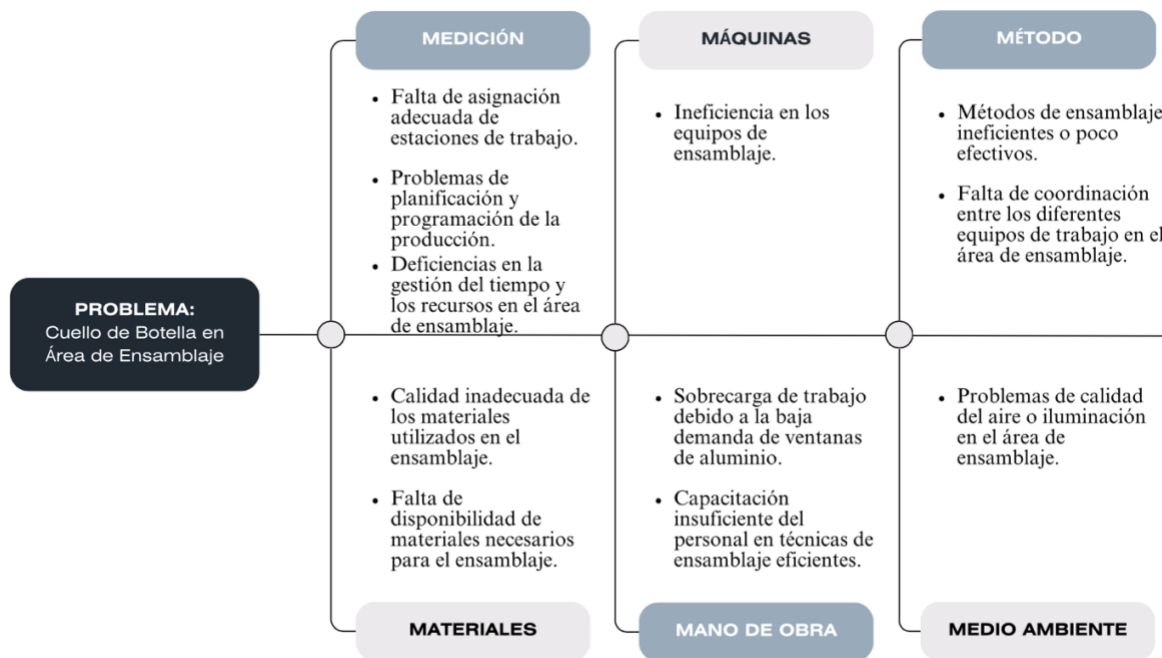 MEDICIÓN
Falta de asignación
adecuada de
estaciones de trabajo.
Problemas de
planificación y
programación de la
producción.
Deficiencias en la
gestión del tiempo y
los recursos en el área
de ensamblaje.
MÁQUINAS
Ineficiencia en los
equipos de
ensamblaje.
MÉTODO
Métodos de ensamblaje
ineficientes o poco
efectivos.
Falta de coordinación
entre los diferentes
equipos de trabajo en el
área de ensamblaje.
PROBLEMA:
Cuello de Botella en
Área de Ensamblaje
Calidad inadecuada de
los materiales
utilizados en el
ensamblaje.
Falta de
disponibilidad de
materiales necesarios
para el ensamblaje.
MATERIALES
Sobrecarga de trabajo
debido a la baja
demanda de ventanas
de aluminio.
Capacitación
insuficiente del
personal en técnicas de
ensamblaje eficientes.
MANO DE OBRA
Problemas de calidad
del aire o iluminación
en el área de
ensamblaje.
MEDIO AMBIENTE